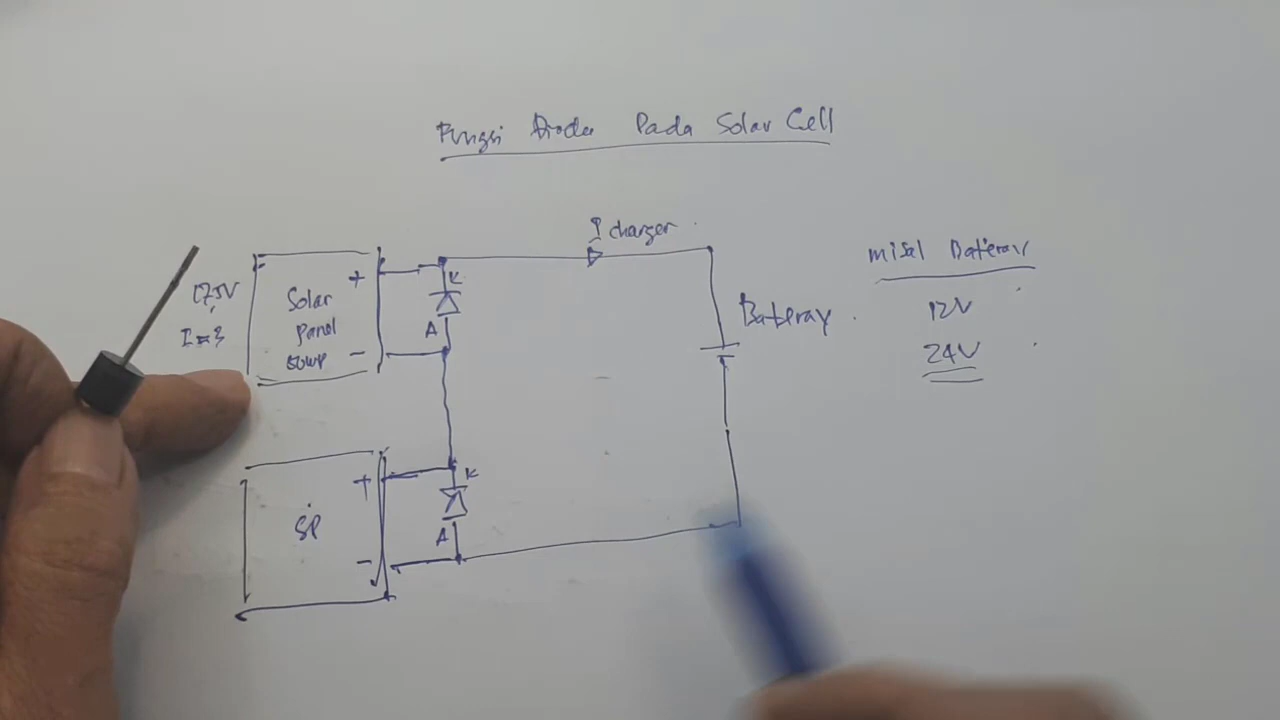 Fungsi Dioda Pada Solar Cell
I charger
Misal Baterai
17,5V
I = 3
Solar
Panel
50WP
+
-
K
A
Bateray
12V
24V
SP
+
-
K
A